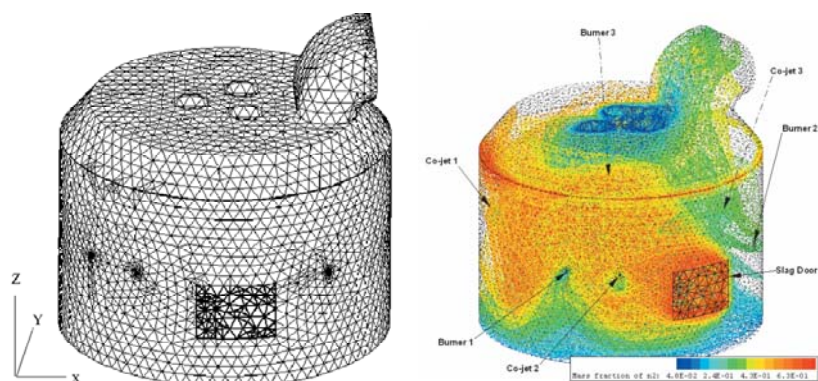 Z
Y
X
Burner 3
Co-jet 3
Burner 2
Co-jet 1
Slag Door
Burner 1
Co-jet 2
Mass fraction of n2: 4.0E-02 2.4E-01 4.3E-01 6.3E-01